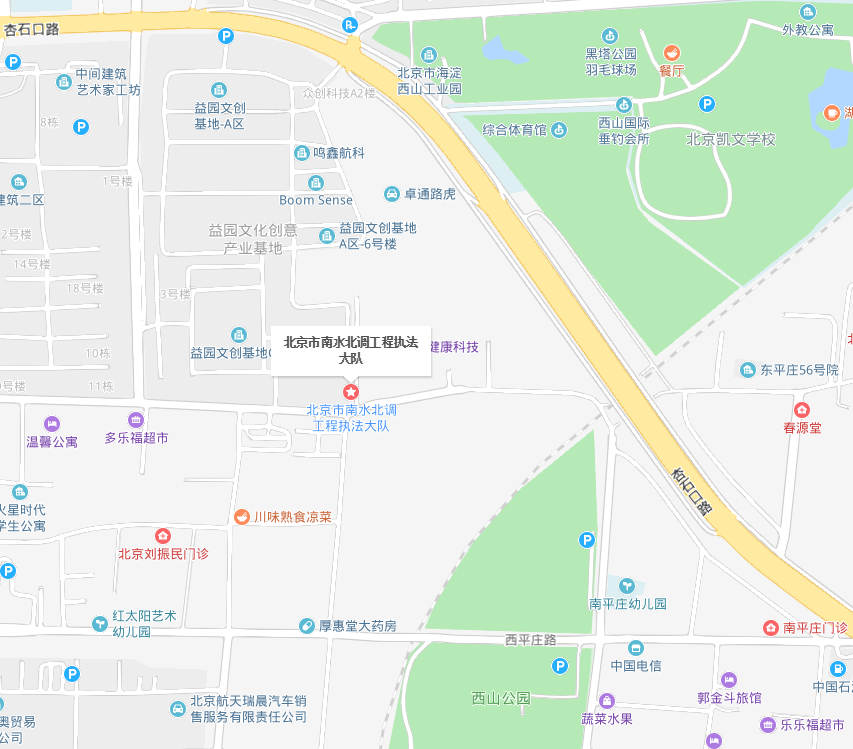 杏石口路
P
P
P
外教公寓
黑塔公园
羽毛球场
餐厅
中间建筑
艺术家工坊
北京市海淀
西山工业园
众创科技A2楼
益园文创
基地-A区
8栋
P
P
湖
综合体育馆
西山国际
垂钓会所
北京凯文学校
鸣鑫航科
1号楼
Boom Sense
卓通路虎
建筑二区
益园文化创意
产业基地
益园文创基地
A区-6号楼
2号楼
14号楼
18号楼
3号楼
北京市南水北调工程执法
大队
健康科技
益园文创基地C
10栋
9号楼
11栋
东平庄56号院
北京市南水北调
工程执法大队
春源堂
温馨公寓
多乐福超市
杏石口路
火星时代
学生公寓
川味熟食凉菜
北京刘振民门诊
P
P
南平庄幼儿园
红太阳艺术
幼儿园
厚惠堂大药房
西平庄路
南平庄门诊
中国电信
P
P
P
西山公园
郭金斗旅馆
中国石
北京航天瑞晨汽车销
售服务有限责任公司
奥贸易
公司
蔬菜水果
乐乐福超市